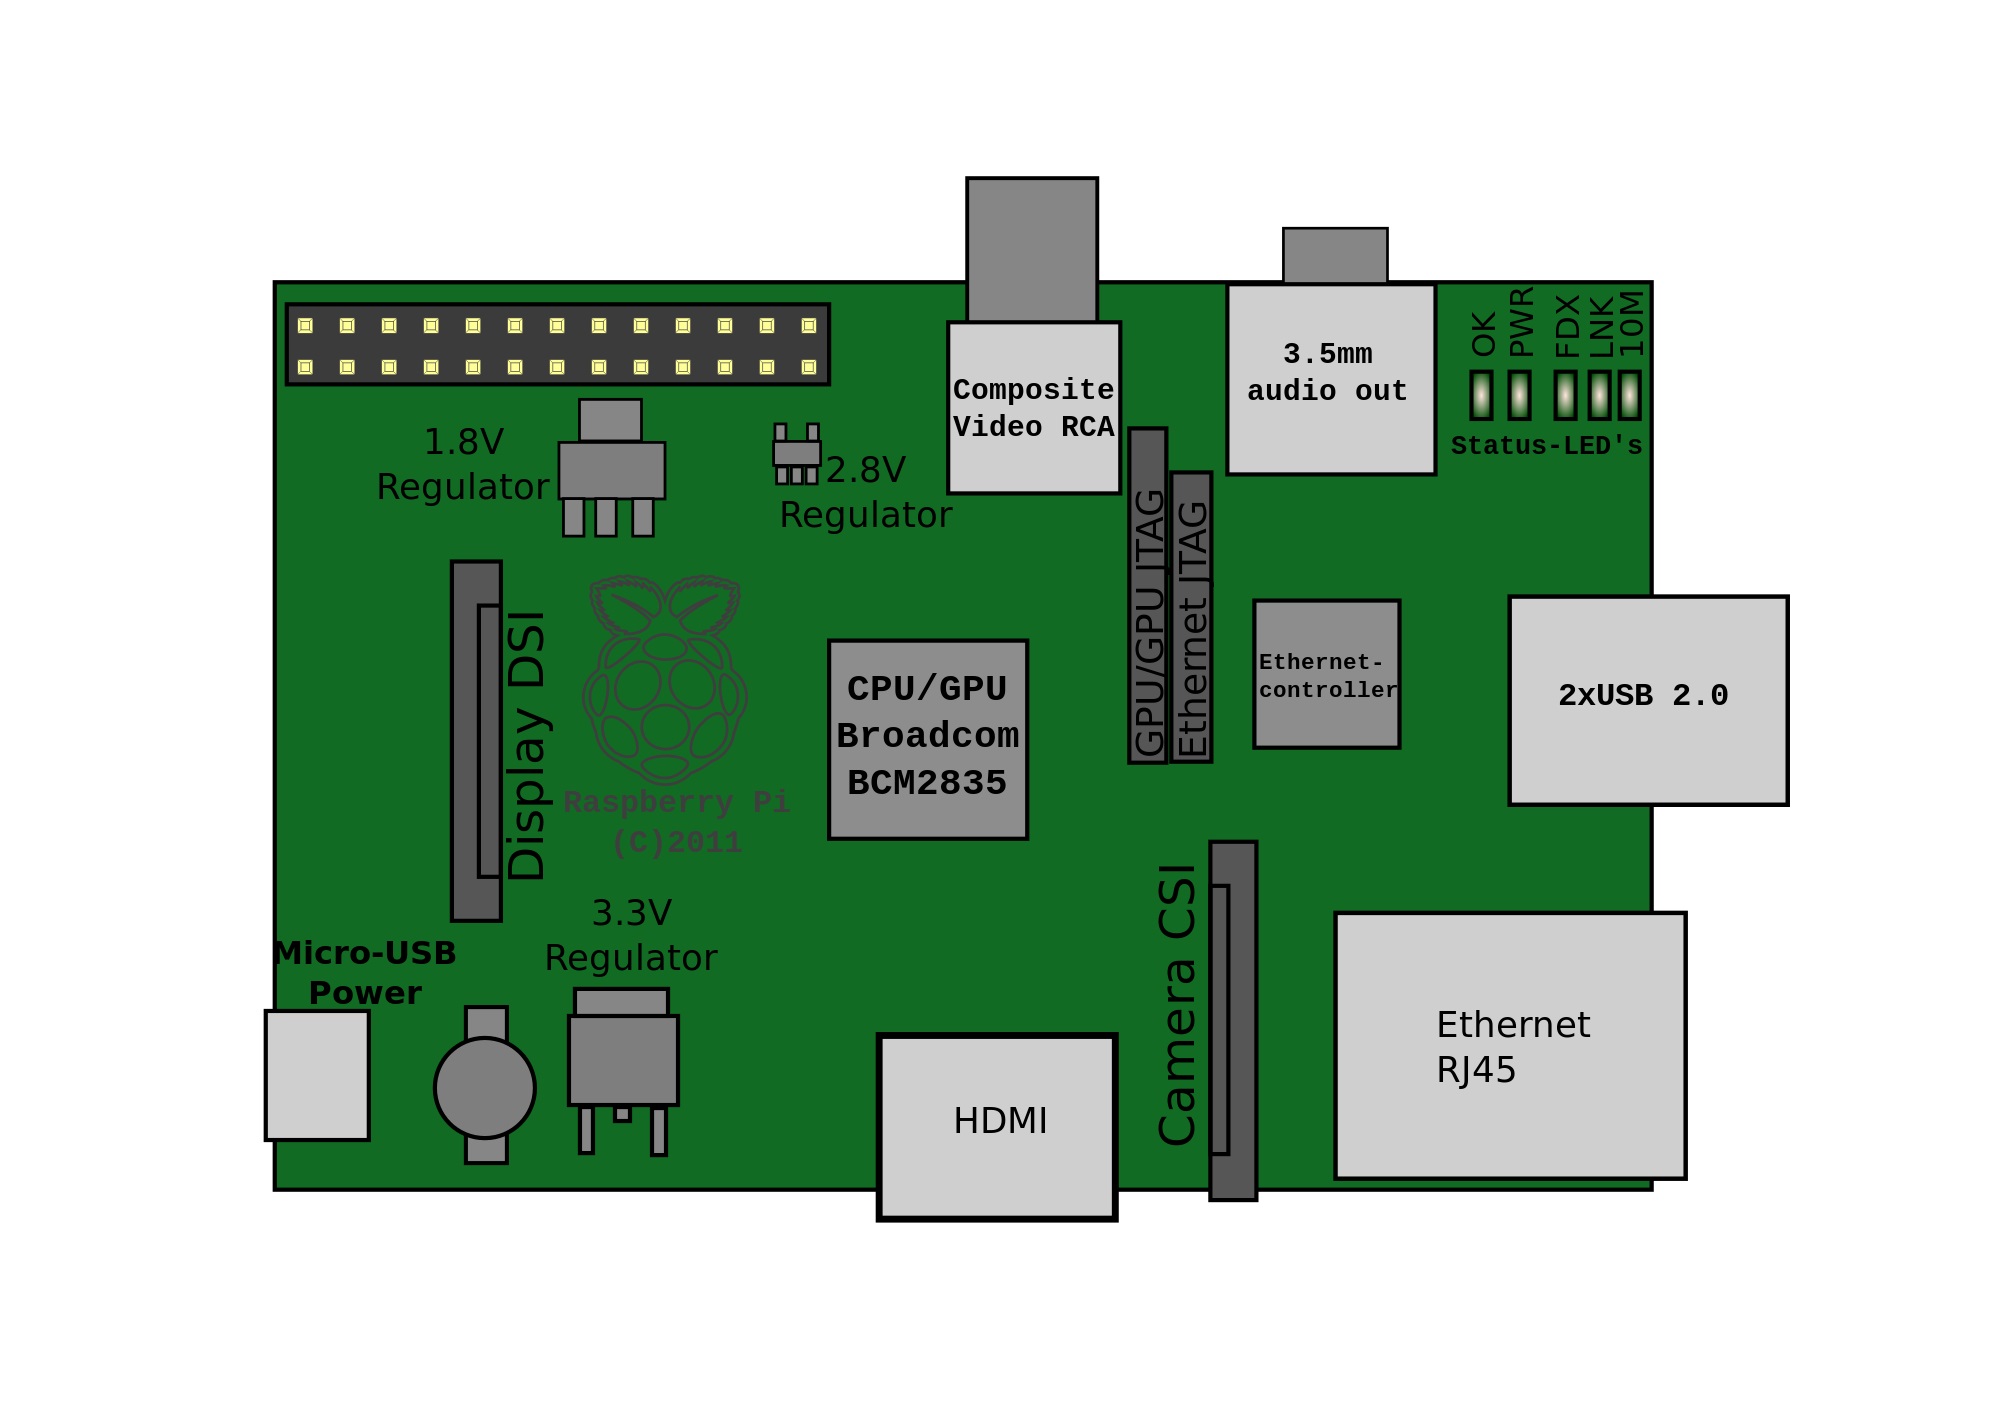 OK
PWR
FDX
LNK
10M
3.5mm
audio out
Composite
Video RCA
Status-LED's
1.8V
Regulator
2.8V
Regulator
GPU/GPU JTAG
Ethernet JTAG
Display DSI
Ethernet-
controller
CPU/GPU
Broadcom
BCM2835
2xUSB 2.0
Raspberry Pi
(C)2011
3.3V
Regulator
Micro-USB
Power
Camera CSI
Ethernet
RJ45
HDMI